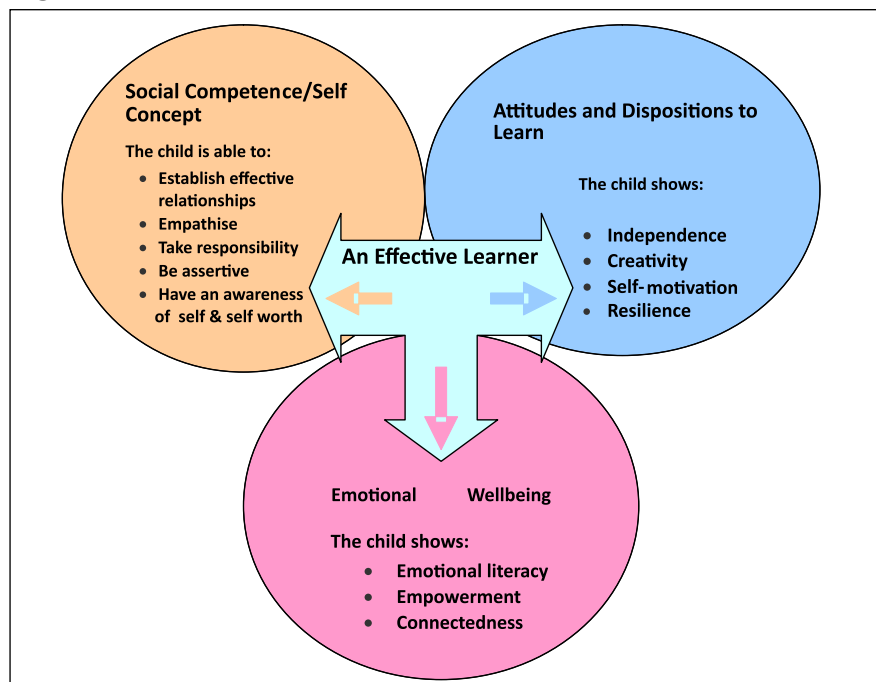 Social Competence/Self
Concept
The child is able to:
• Establish effective
relationships
• Empathise
• Take responsibility
• Be assertive
• Have an awareness
of self & self worth
Attitudes and Dispositions to
Learn
The child shows:
• Independence
• Creativity
• Self-motivation
• Resilience
An Effective Learner
Emotional Wellbeing
The child shows:
• Emotional literacy
• Empowerment
• Connectedness